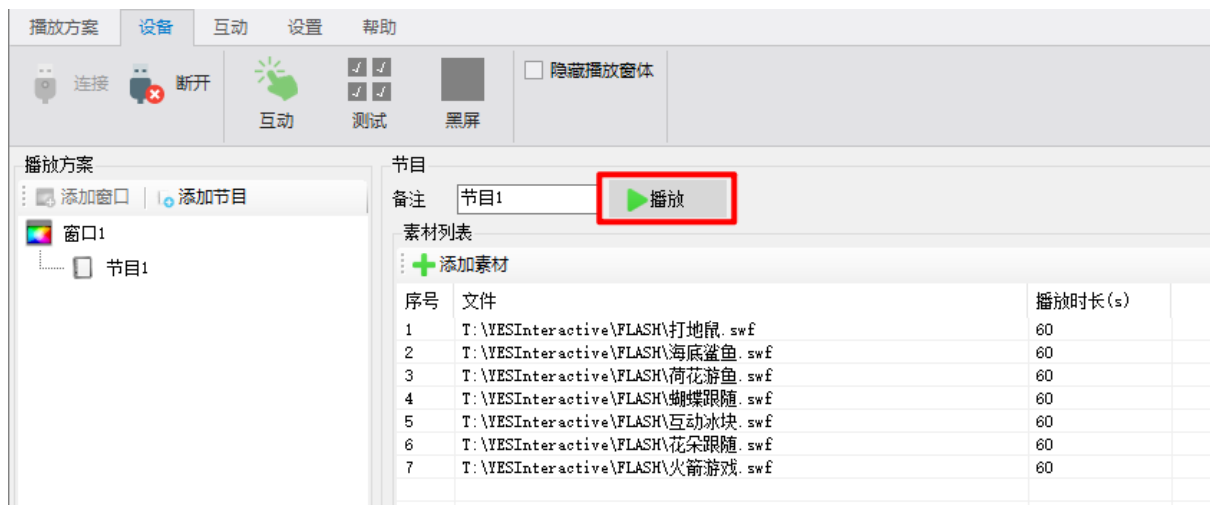 播放方案 设备 互动 设置 帮助
连接 断开 互动 测试 黑屏 隐藏播放窗体
播放方案
添加窗口 添加节目
窗口1
节目1
节目
备注 节目1 播放
素材列表
添加素材
序号 文件 播放时长(s)
1 T:\YESInteractive\FLASH\打地鼠.swf 60
2 T:\YESInteractive\FLASH\海底鲨鱼.swf 60
3 T:\YESInteractive\FLASH\荷花游鱼.swf 60
4 T:\YESInteractive\FLASH\蝴蝶跟随.swf 60
5 T:\YESInteractive\FLASH\互动冰块.swf 60
6 T:\YESInteractive\FLASH\花朵跟随.swf 60
7 T:\YESInteractive\FLASH\火箭游戏.swf 60